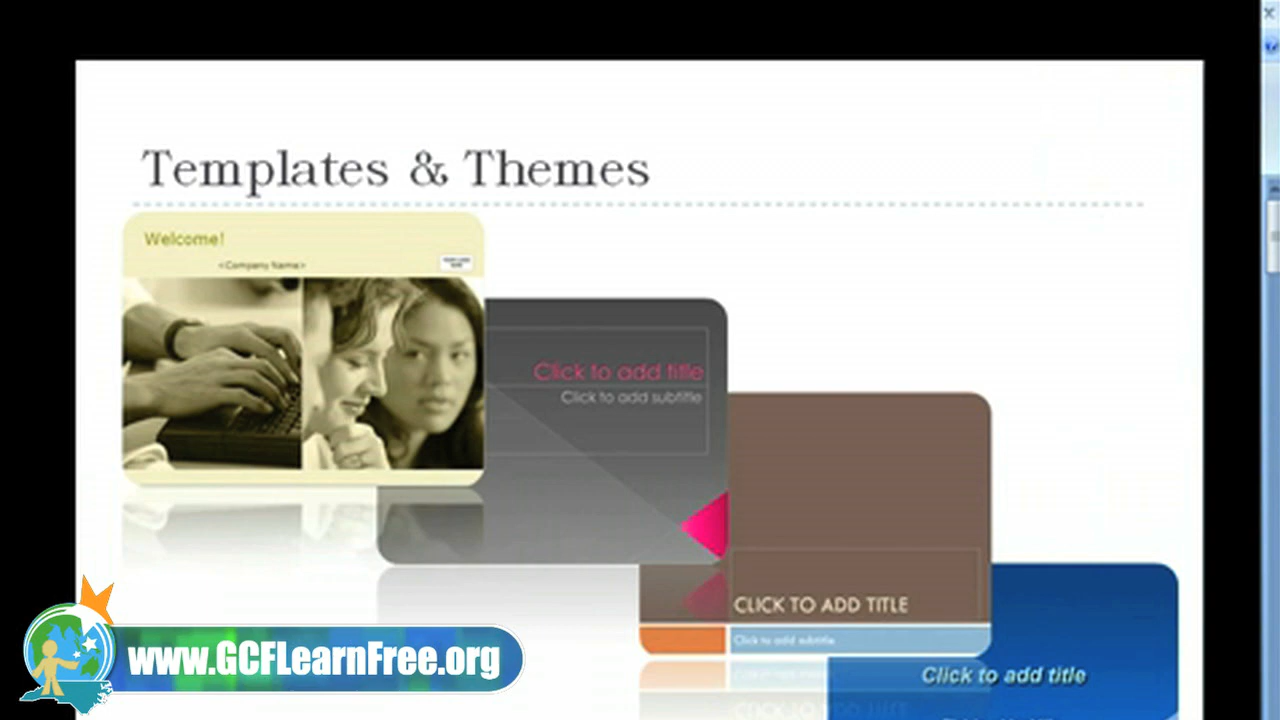 Templates & Themes
Welcome!
<Company Name>
Click to add title
Click to add subtitle
CLICK TO ADD TITLE
Click to add subtitle
Click to add title
www.GCFLearnFree.org